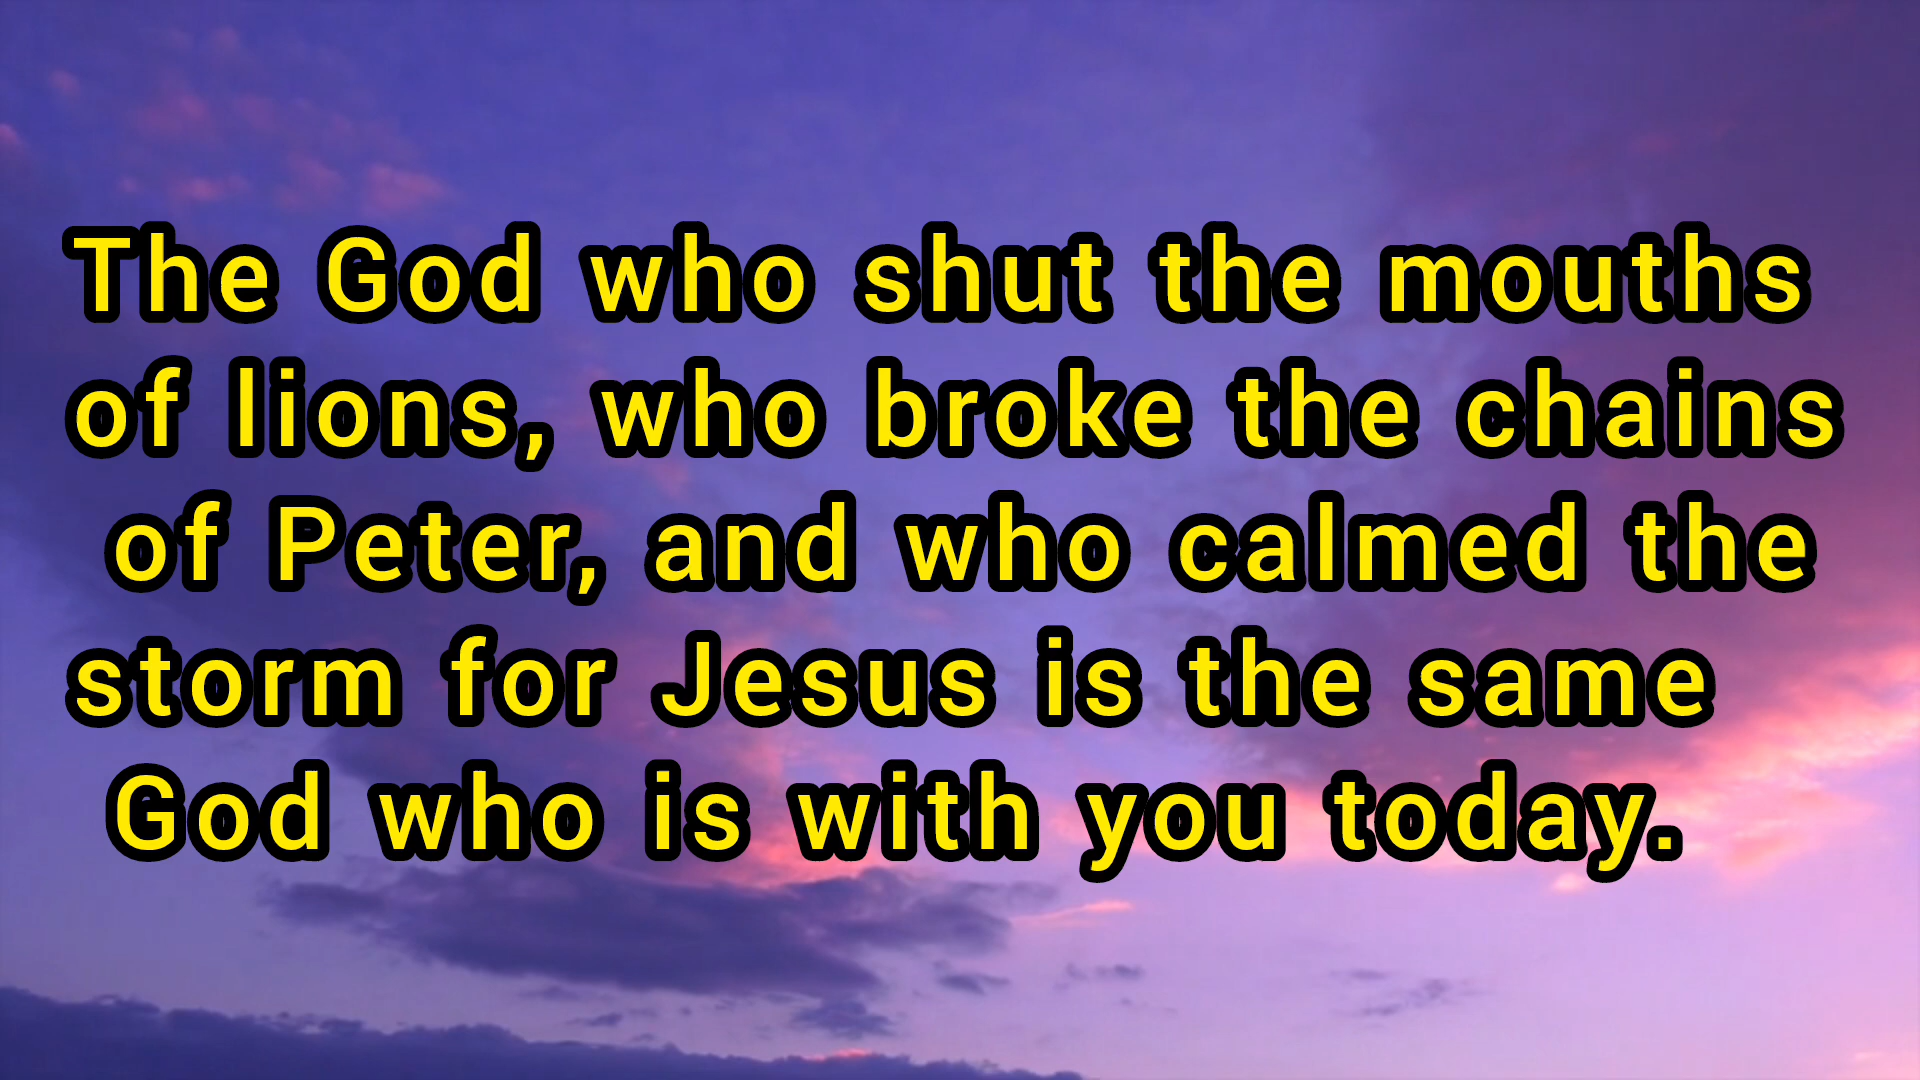 The God who shut the mouths
of lions, who broke the chains
of Peter, and who calmed the
storm for Jesus is the same
God who is with you today.